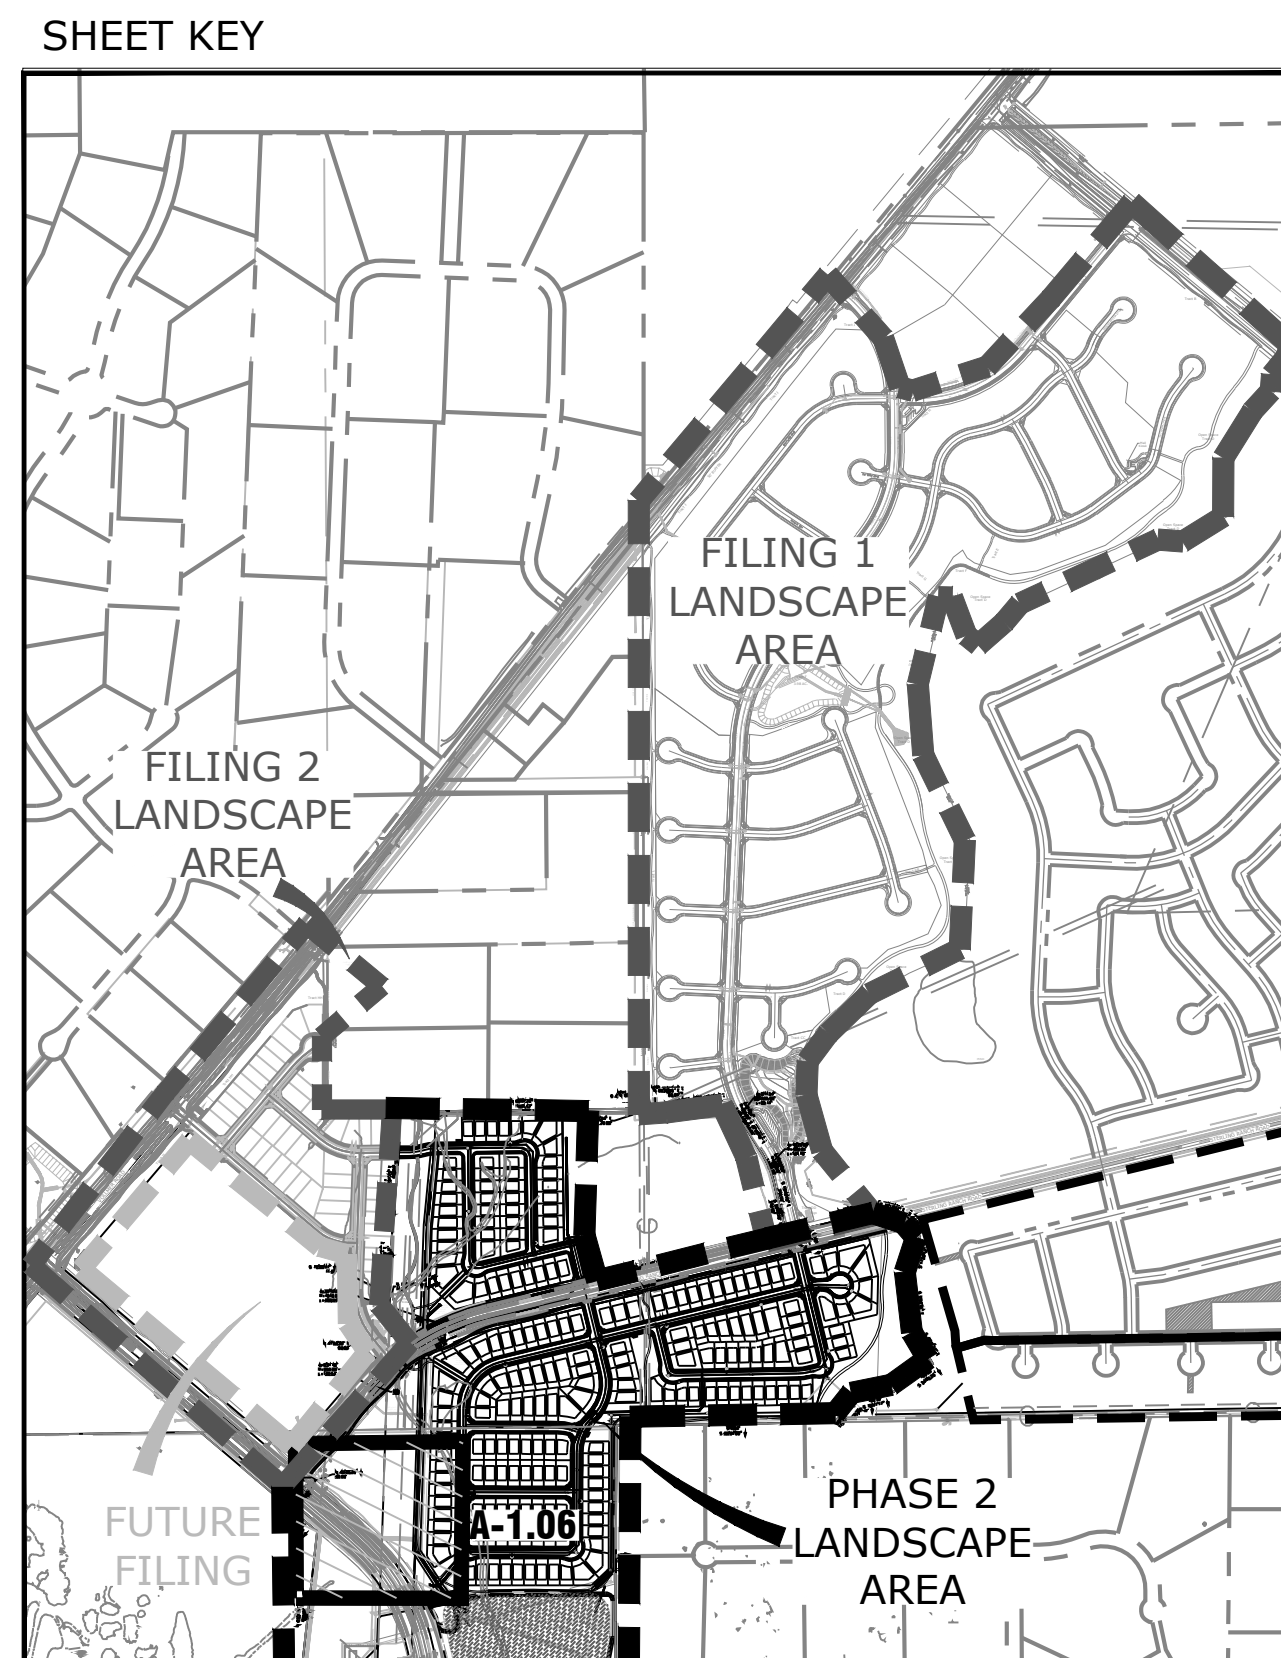 SHEET KEY
FILING 1
LANDSCAPE
AREA
FILING 2
LANDSCAPE
AREA
A-1.06
PHASE 2
LANDSCAPE
AREA
FUTURE
FILING